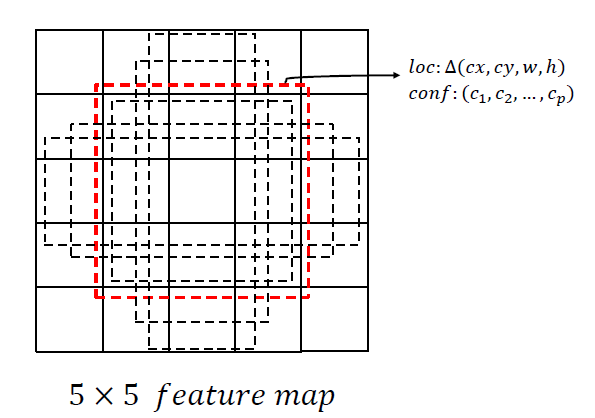 loc: Δ(cx, cy, w, h)
conf: (c₁, c₂, ..., cₚ)
5 × 5 feature map